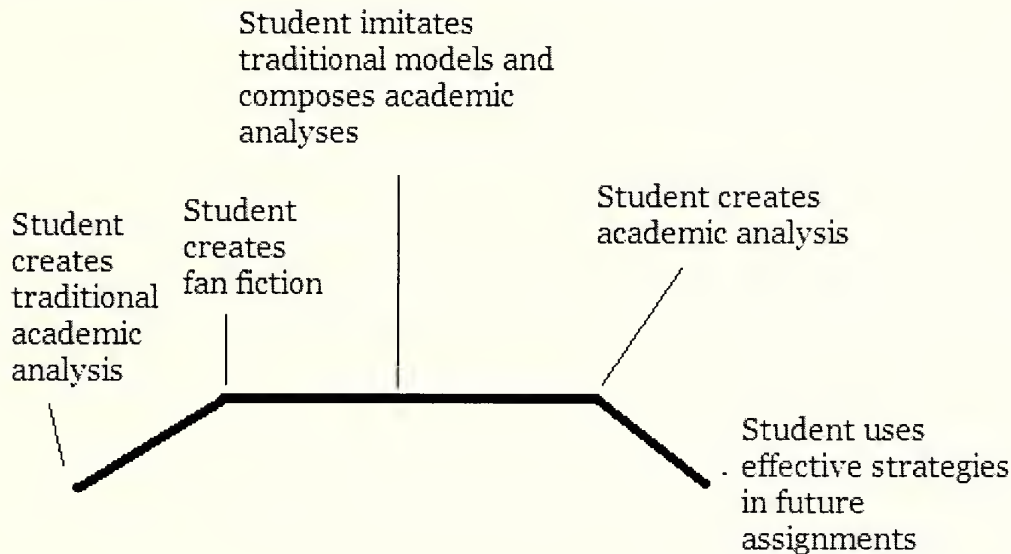 Student imitates
traditional models and
composes academic
analyses
Student
creates
traditional
academic
analysis
Student
creates
fan fiction
Student creates
academic analysis
Student uses
effective strategies
in future
assignments